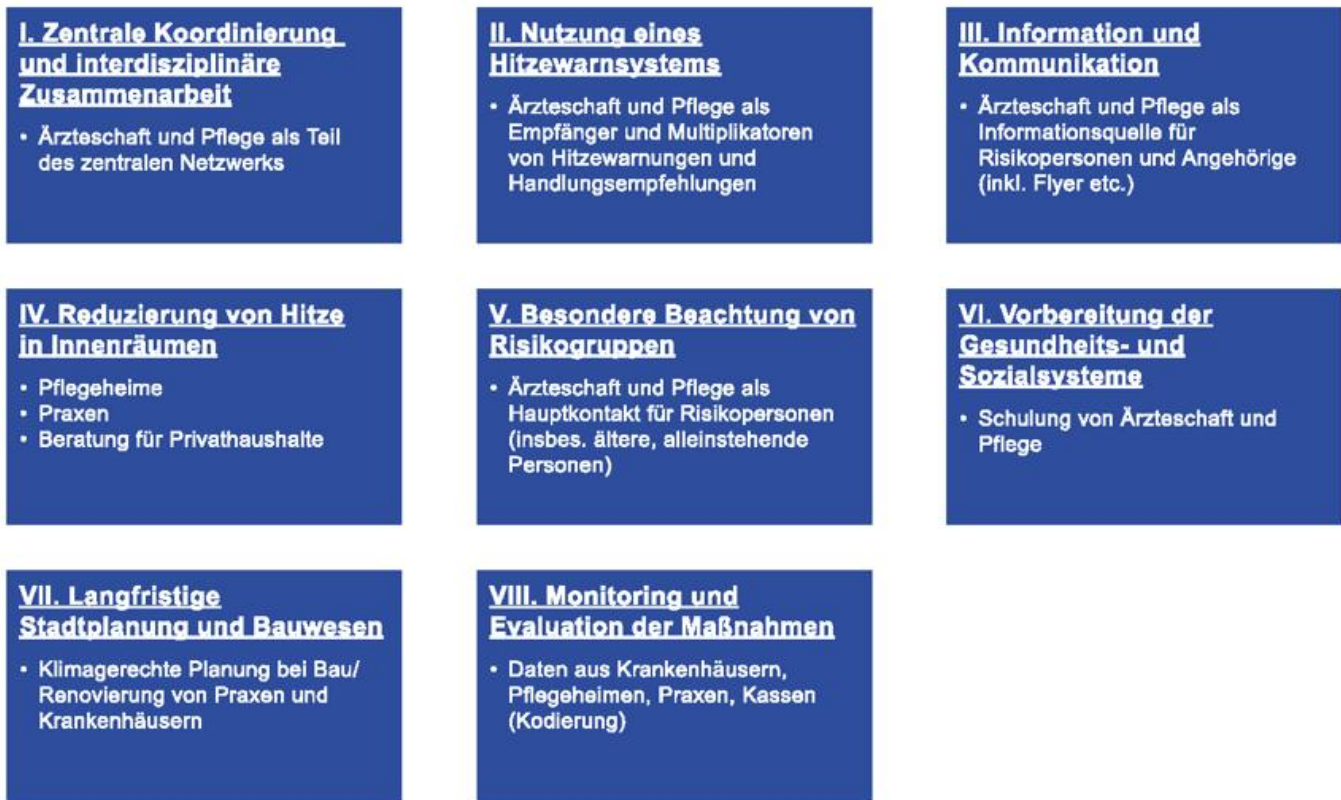 I. Zentrale Koordinierung
und interdisziplinäre
Zusammenarbeit
• Ärzteschaft und Pflege als Teil
des zentralen Netzwerks
II. Nutzung eines
Hitzewarnsystems
• Ärzteschaft und Pflege als
Empfänger und Multiplikatoren
von Hitzewarnungen und
Handlungsempfehlungen
III. Information und
Kommunikation
• Ärzteschaft und Pflege als
Informationsquelle für
Risikopersonen und Angehörige
(inkl. Flyer etc.)
IV. Reduzierung von Hitze
in Innenräumen
• Pflegeheime
• Praxen
• Beratung für Privathaushalte
V. Besondere Beachtung von
Risikogruppen
• Ärzteschaft und Pflege als
Hauptkontakt für Risikopersonen
(insbes. ältere, alleinstehende
Personen)
VI. Vorbereitung der
Gesundheits- und
Sozialsysteme
• Schulung von Ärzteschaft und
Pflege
VII. Langfristige
Stadtplanung und Bauwesen
• Klimagerechte Planung bei Bau/
Renovierung von Praxen und
Krankenhäusern
VIII. Monitoring und
Evaluation der Maßnahmen
• Daten aus Krankenhäusern,
Pflegeheimen, Praxen, Kassen
(Kodierung)